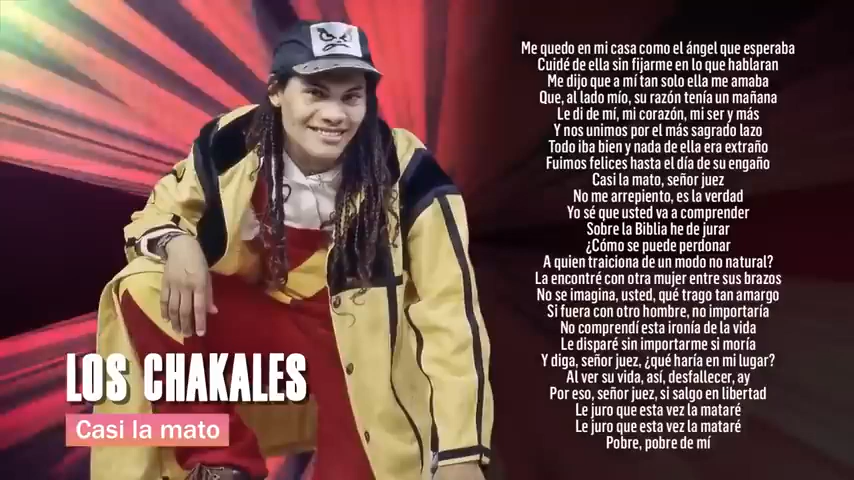 Me quedo en mi casa como el ángel que esperaba
Cuidé de ella sin fijarme en lo que hablaran
Me dijo que a mí tan solo ella me amaba
Que, al lado mío, su razón tenía un mañana
Le di de mí, mi corazón, mi ser y más
Y nos unimos por el más sagrado lazo
Todo iba bien y nada de ella era extraño
Fuimos felices hasta el día de su engaño
Casi la mato, señor juez
No me arrepiento, es la verdad
Yo sé que usted va a comprender
Sobre la Biblia he de jurar
¿Cómo se puede perdonar
A quien traiciona de un modo no natural?
La encontré con otra mujer entre sus brazos
No se imagina, usted, qué trago tan amargo
Si fuera con otro hombre, no importaría
No comprendí esta ironía de la vida
Le disparé sin importarme si moría
Y diga, señor juez, ¿qué haría en mi lugar?
Al ver su vida, así, desfallecer, ay
Por eso, señor juez, si salgo en libertad
Le juro que esta vez la mataré
Le juro que esta vez la mataré
Pobre, pobre de mí
LOS CHAKALES
Casi la mato